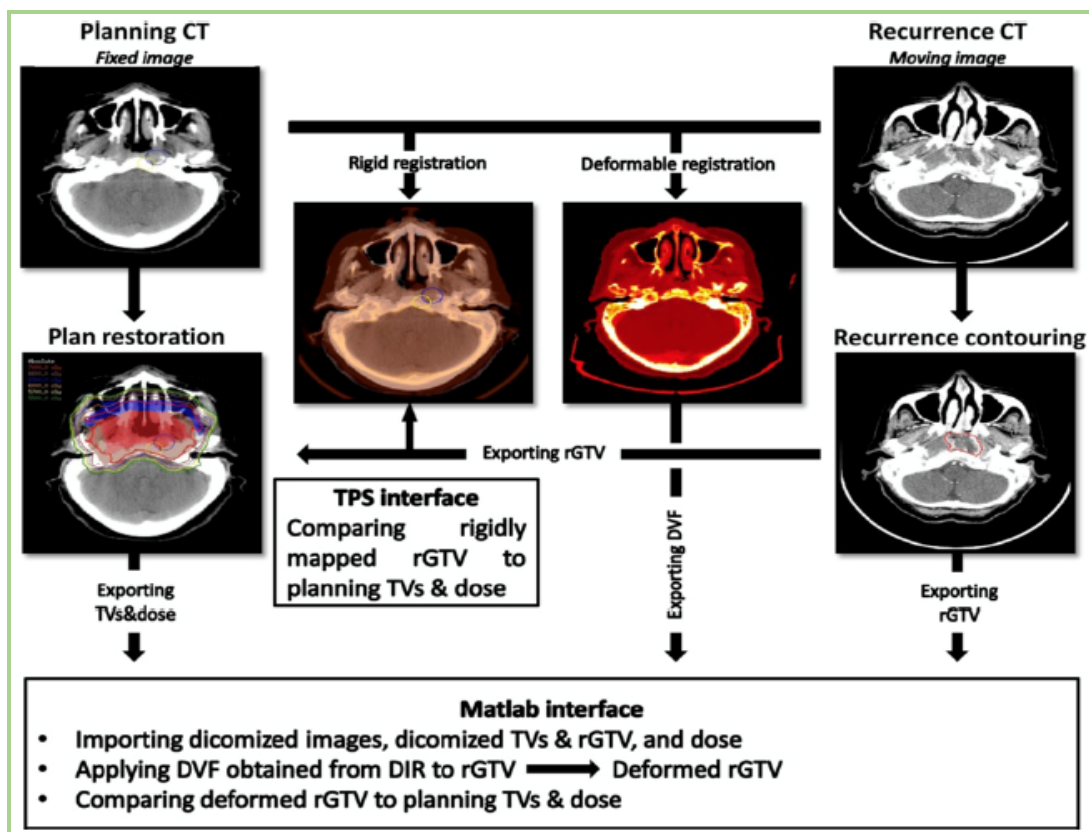 Planning CT
Fixed image
Recurrence CT
Moving image
Rigid registration
Deformable registration
Plan restoration
Recurrence contouring
Exporting rGTV
TPS interface
Comparing rigidly
mapped rGTV to
planning TVs & dose
Exporting DVF
Exporting
TVs&dose
Exporting
rGTV
Matlab interface
• Importing dicomized images, dicomized TVs & rGTV, and dose
• Applying DVF obtained from DIR to rGTV → Deformed rGTV
• Comparing deformed rGTV to planning TVs & dose